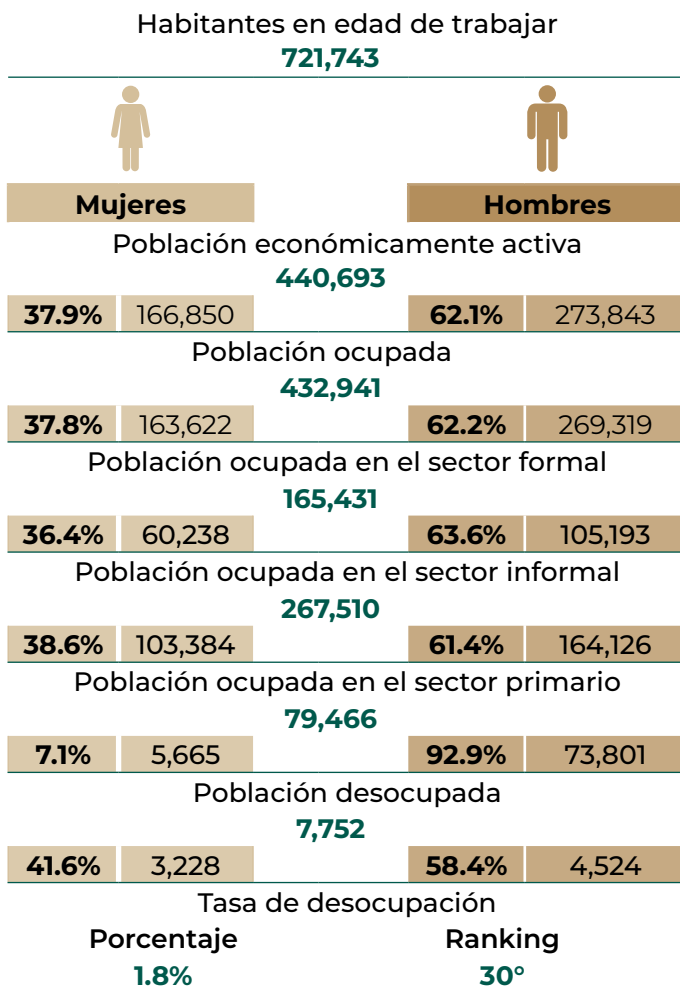 Habitantes en edad de trabajar
721,743
Mujeres Hombres
Población económicamente activa
440,693
37.9% 166,850 62.1% 273,843
Población ocupada
432,941
37.8% 163,622 62.2% 269,319
Población ocupada en el sector formal
165,431
36.4% 60,238 63.6% 105,193
Población ocupada en el sector informal
267,510
38.6% 103,384 61.4% 164,126
Población ocupada en el sector primario
79,466
7.1% 5,665 92.9% 73,801
Población desocupada
7,752
41.6% 3,228 58.4% 4,524
Tasa de desocupación
Porcentaje Ranking
1.8% 30°